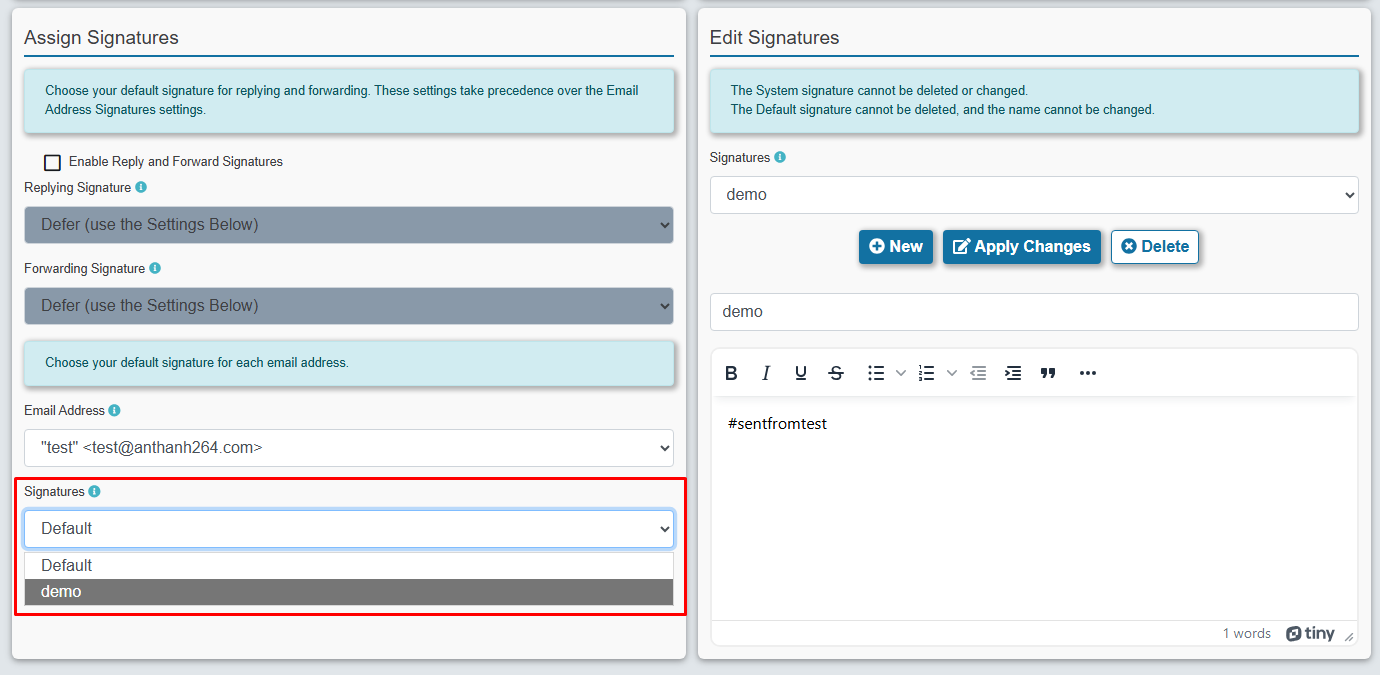 Assign Signatures
Choose your default signature for replying and forwarding. These settings take precedence over the Email
Address Signatures settings.
Enable Reply and Forward Signatures
Replying Signature
Defer (use the Settings Below)
Forwarding Signature
Defer (use the Settings Below)
Choose your default signature for each email address.
Email Address
"test" <test@anthanh264.com>
Signatures
Default
Default
demo
Edit Signatures
The System signature cannot be deleted or changed.
The Default signature cannot be deleted, and the name cannot be changed.
Signatures
demo
New Apply Changes Delete
demo
B I U S
#sentfromtest
1 words tiny